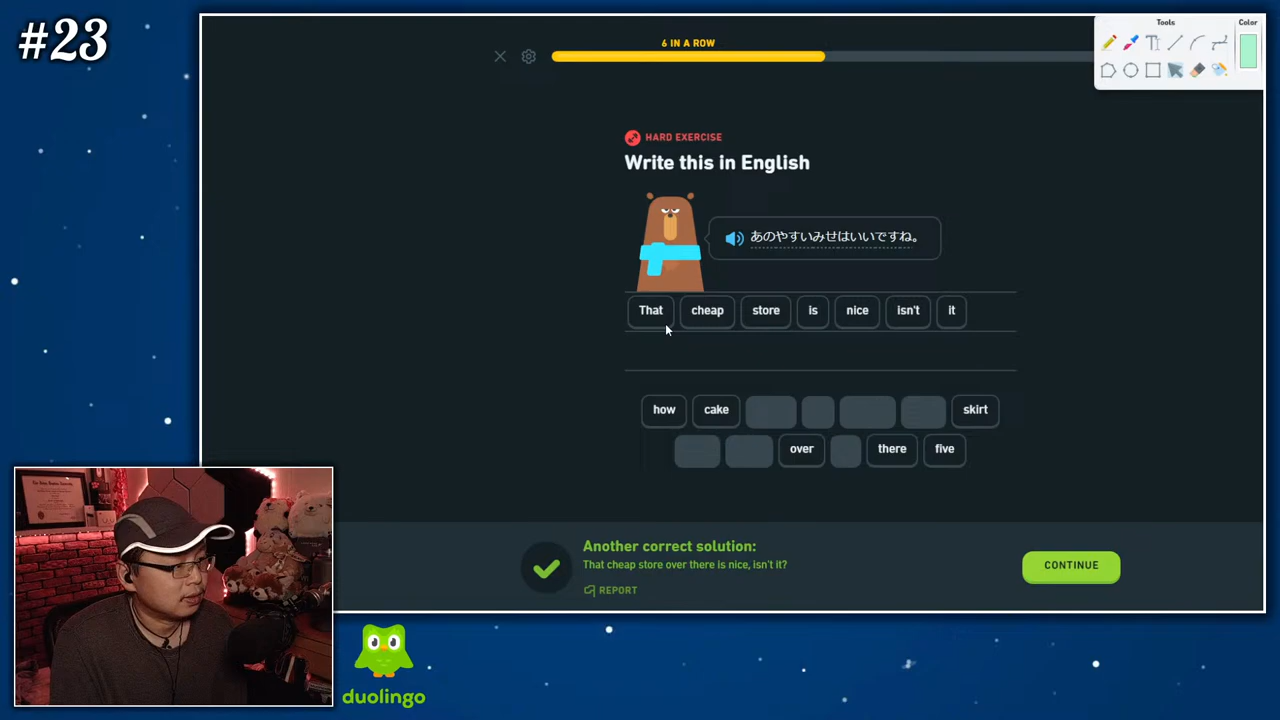 #23
6 IN A ROW
Tools
Color
HARD EXERCISE
Write this in English
あのやすいみせはいいですね。
That cheap store is nice isn't it
how cake skirt
over there five
Another correct solution:
That cheap store over there is nice, isn't it?
REPORT
CONTINUE
duolingo